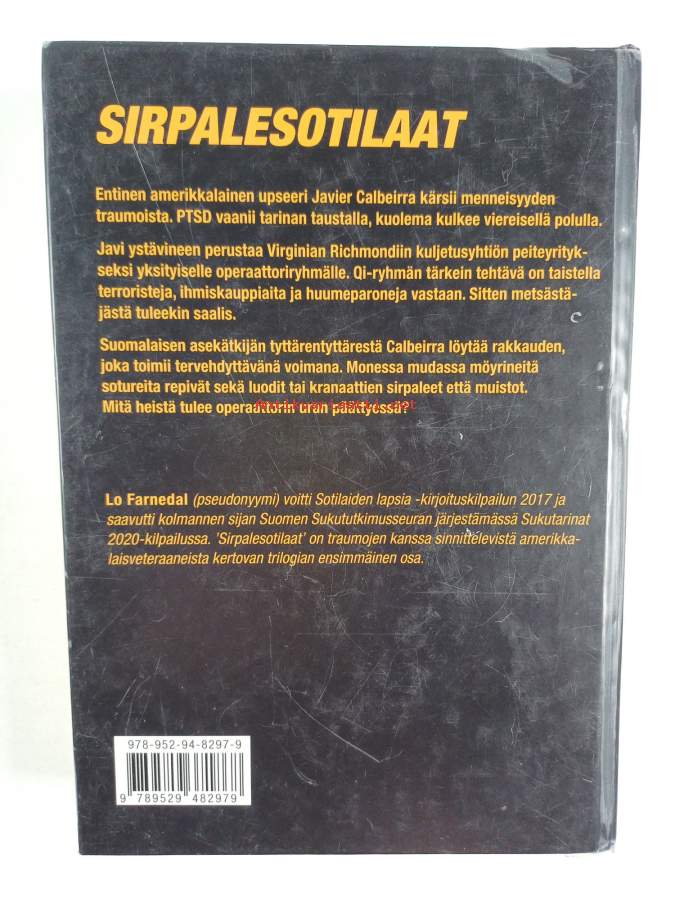 SIRPALESOTILAAT
Entinen amerikkalainen upseeri Javier Calbeirra kärsii menneisyyden
traumoista. PTSD vaanii tarinan taustalla, kuolema kulkee viereisellä polulla.
Javi ystävineen perustaa Virginian Richmondiin kuljetusyhtiön peiteyrityk-
seksi yksityiselle operaattoriryhmälle. Qi-ryhmän tärkein tehtävä on taistella
terroristeja, ihmiskauppiaita ja huumeparoneja vastaan. Sitten metsästä-
jästä tuleekin saalis.
Suomalaisen asekätkijän tyttärentyttärestä Calbeirra löytää rakkauden,
joka toimii tervehdyttävänä voimana. Monessa mudassa möyrineitä
sotureita repivät sekä luodit tai kranaattien sirpaleet että muistot.
Mitä heistä tulee operaattorin uran päättyessä?
Lo Farnedal (pseudonyymi) voitti Sotilaiden lapsia -kirjoituskilpailun 2017 ja
saavutti kolmannen sijan Suomen Sukututkimusseuran järjestämässä Sukutarinat
2020-kilpailussa. 'Sirpalesotilaat' on traumojen kanssa sinnittelevistä amerikka-
laisveteraaneista kertovan trilogian ensimmäinen osa.
978-952-94-8297-9
9 789529 482979